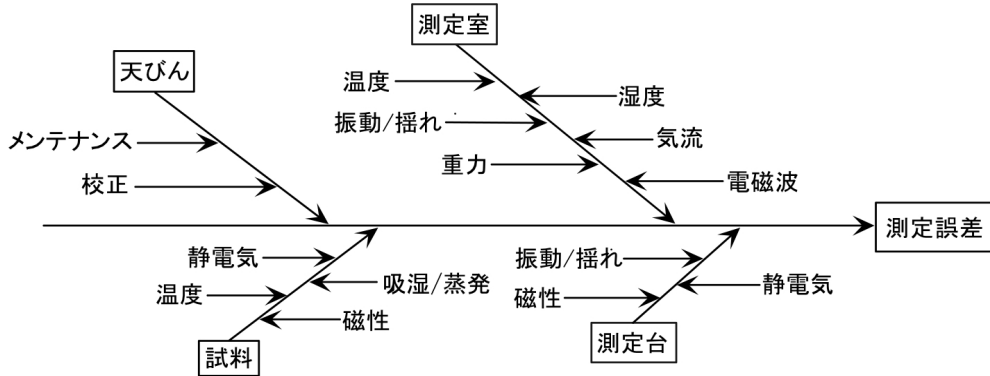 測定室
天びん
温度
湿度
振動/揺れ
メンテナンス
気流
重力
校正
電磁波
測定誤差
静電気
振動/揺れ
吸湿/蒸発
静電気
温度
磁性
磁性
試料
測定台